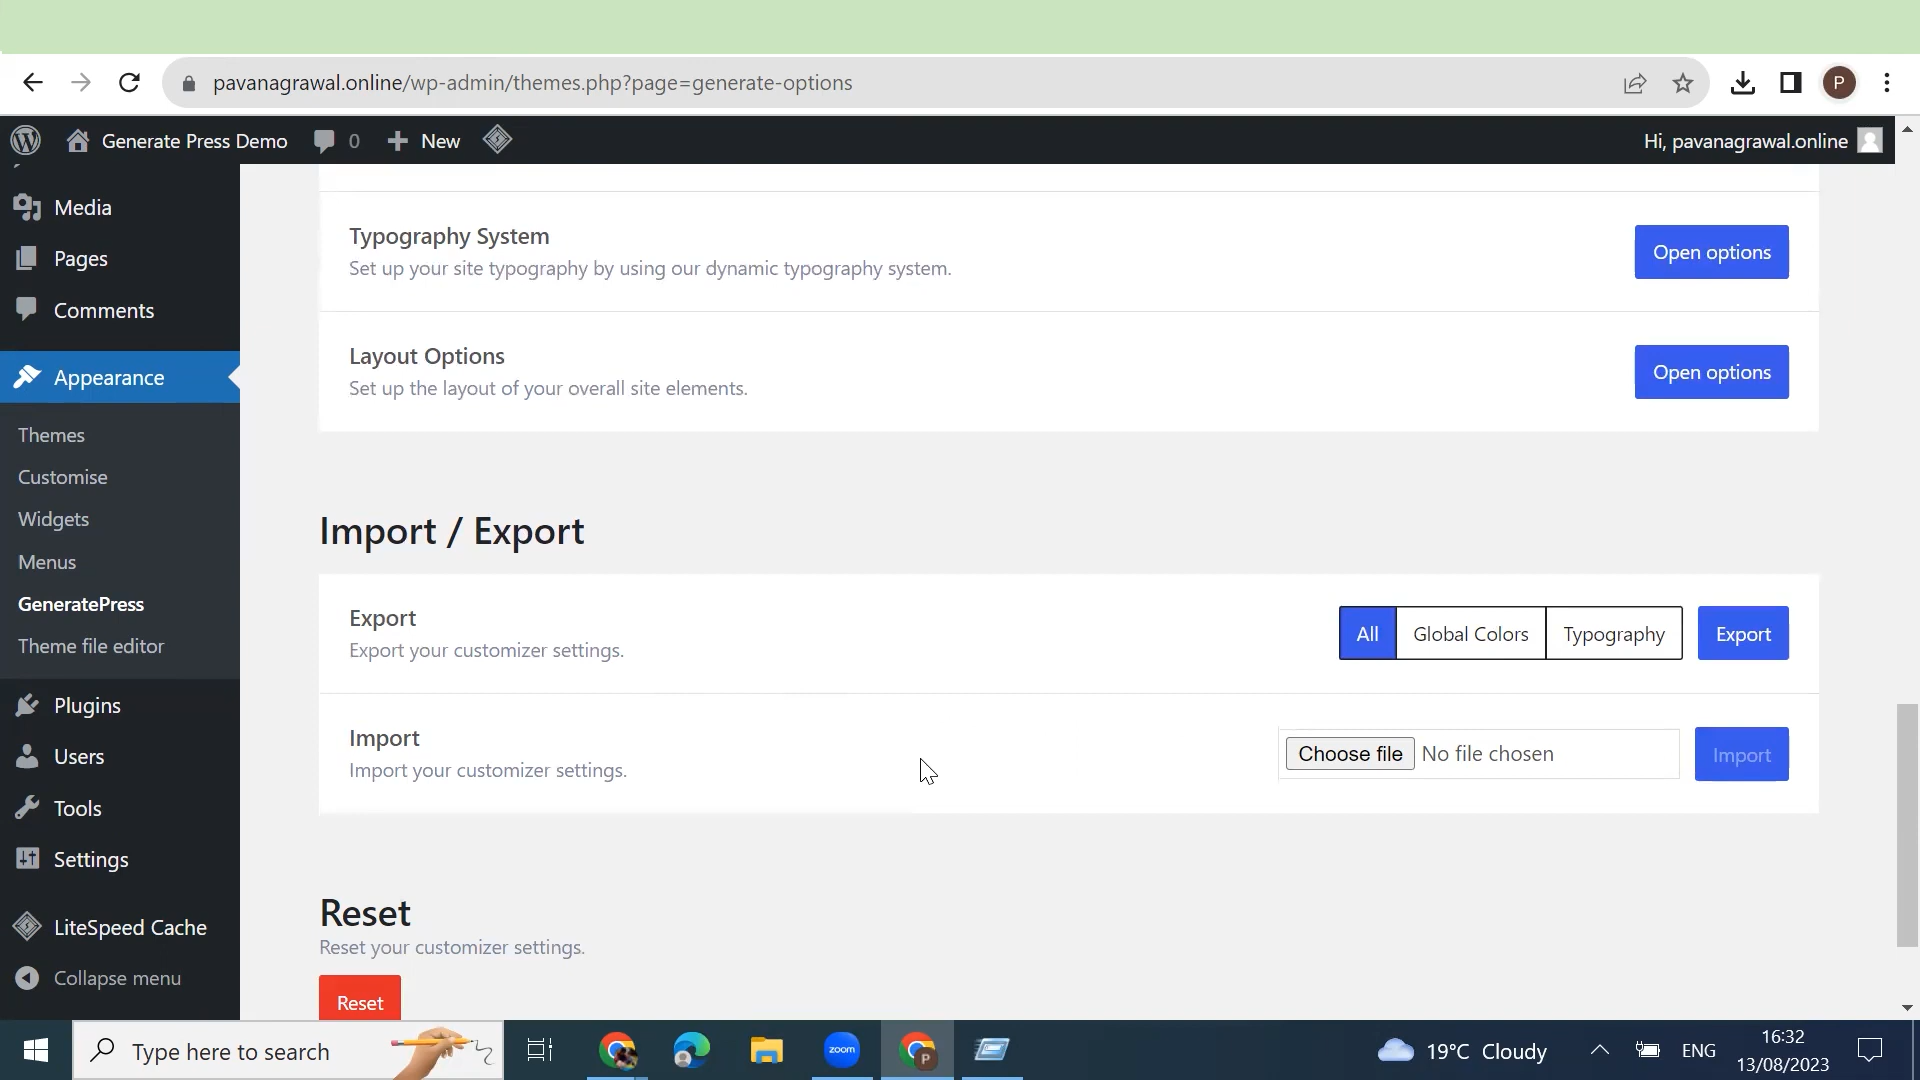 pavanagrawal.online/wp-admin/themes.php?page=generate-options
P
Generate Press Demo 0 New
Hi, pavanagrawal.online
Media
Pages
Comments
Appearance
Themes
Customise
Widgets
Menus
GeneratePress
Theme file editor
Plugins
Users
Tools
Settings
LiteSpeed Cache
Collapse menu
Typography System
Set up your site typography by using our dynamic typography system.
Open options
Layout Options
Set up the layout of your overall site elements.
Open options
Import / Export
Export
Export your customizer settings.
All Global Colors Typography Export
Import
Import your customizer settings.
Choose file No file chosen Import
Reset
Reset your customizer settings.
Reset
Type here to search
zoom
P
19°C Cloudy
ENG
16:32
13/08/2023